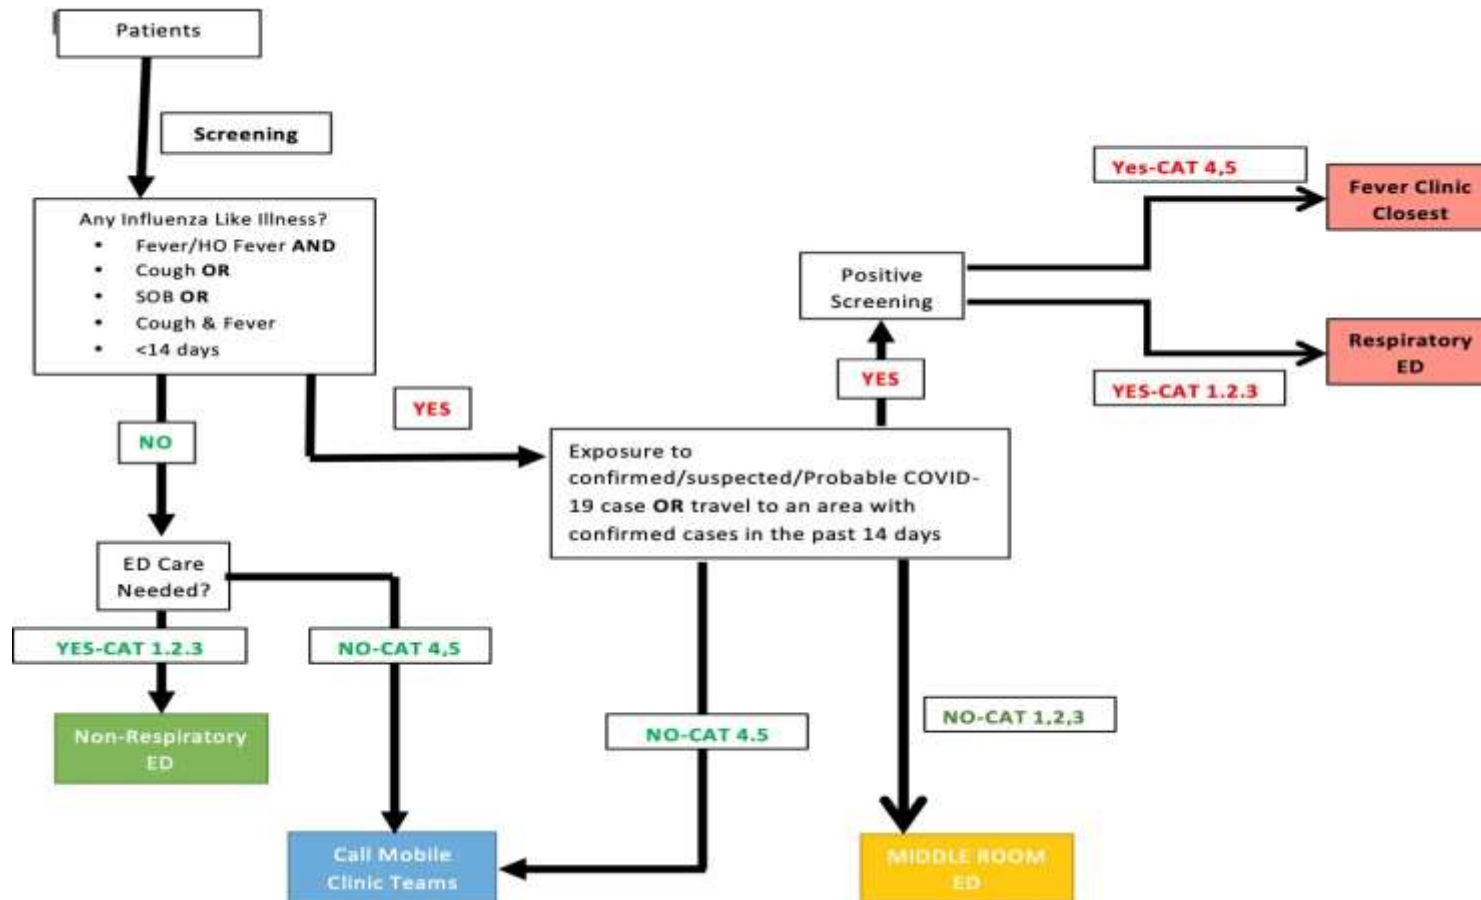 Patients
Screening
Any Influenza Like Illness?
• Fever/HO Fever AND
• Cough OR
• SOB OR
• Cough & Fever
• <14 days
NO
YES
ED Care
Needed?
YES-CAT 1.2.3
NO-CAT 4,5
Non-Respiratory
ED
Call Mobile
Clinic Teams
Exposure to
confirmed/suspected/Probable COVID-
19 case OR travel to an area with
confirmed cases in the past 14 days
NO-CAT 4.5
NO-CAT 1,2,3
MIDDLE ROOM
ED
YES
Positive
Screening
Yes-CAT 4,5
Fever Clinic
Closest
YES-CAT 1.2.3
Respiratory
ED